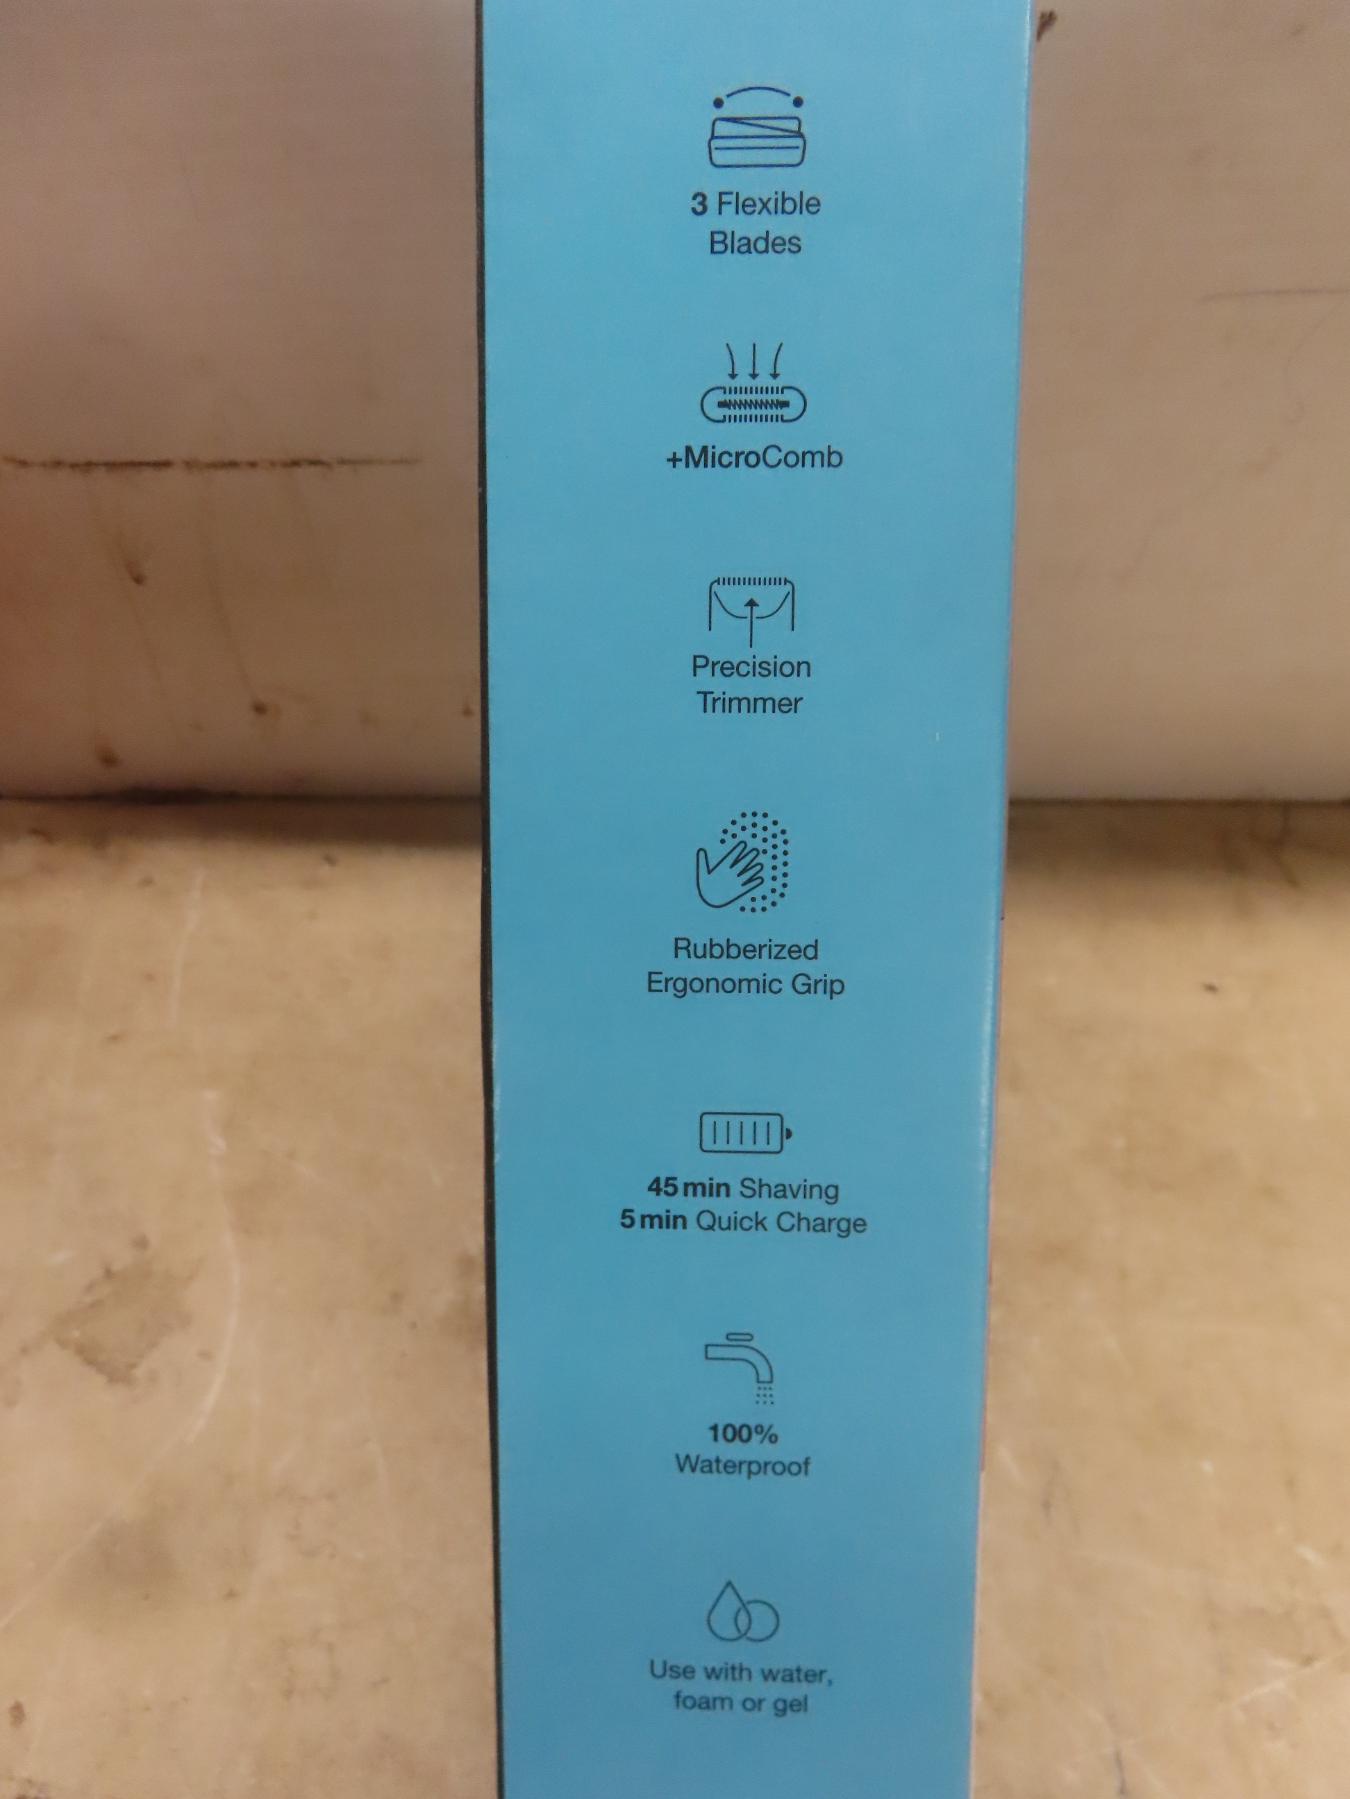 3 Flexible
Blades
+MicroComb
Precision
Trimmer
Rubberized
Ergonomic Grip
45 min Shaving
5 min Quick Charge
100%
Waterproof
Use with water,
foam or gel